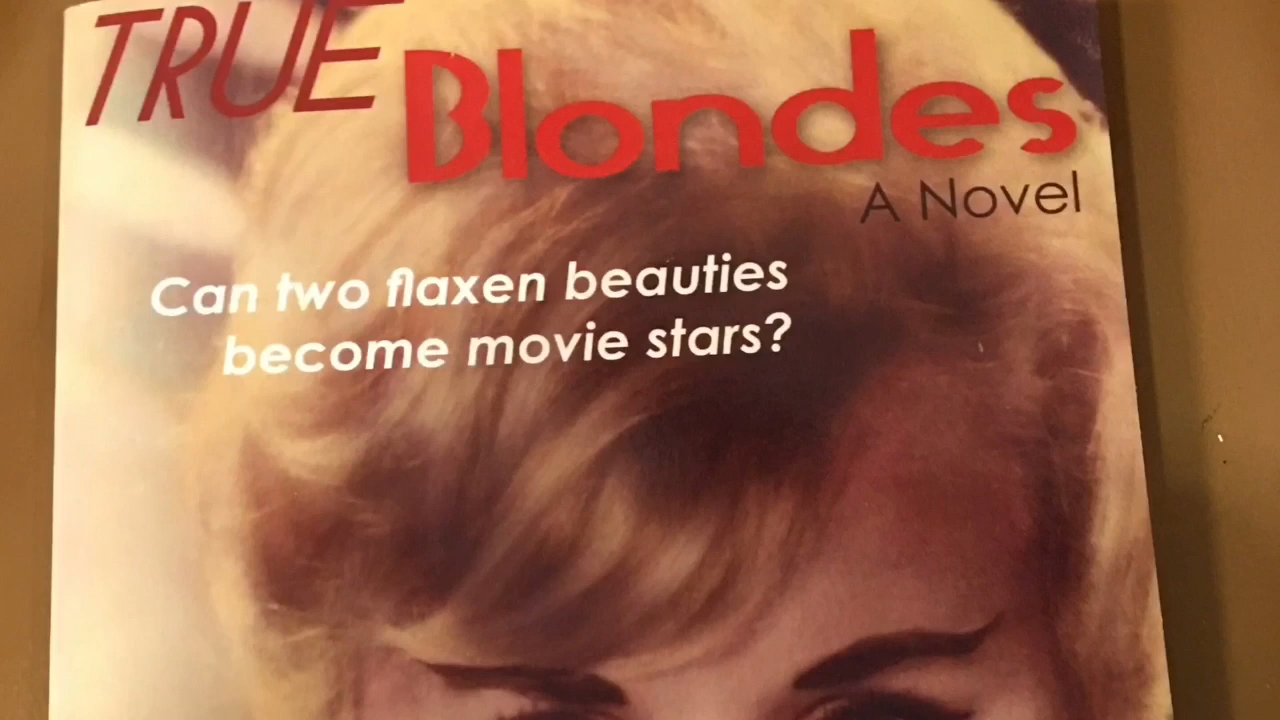 TRUE
Blondes
A Novel
Can two flaxen beauties
become movie stars?